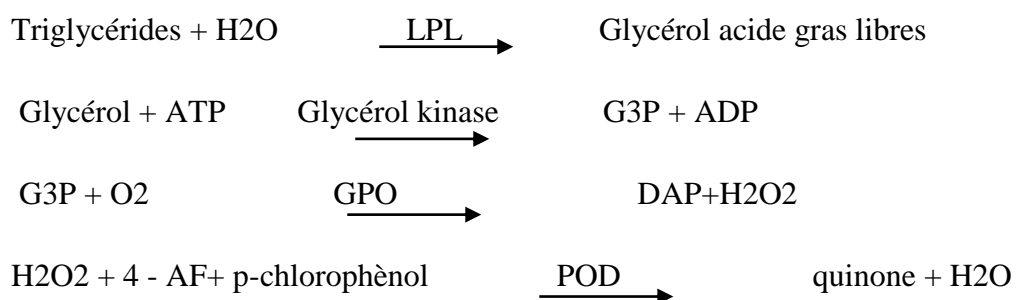 Triglycérides + H2O LPL Glycérol acide gras libres
Glycérol + ATP Glycérol kinase G3P + ADP
G3P + O2 GPO DAP+H2O2
H2O2 + 4 - AF+ p-chlorophènol POD quinone + H2O